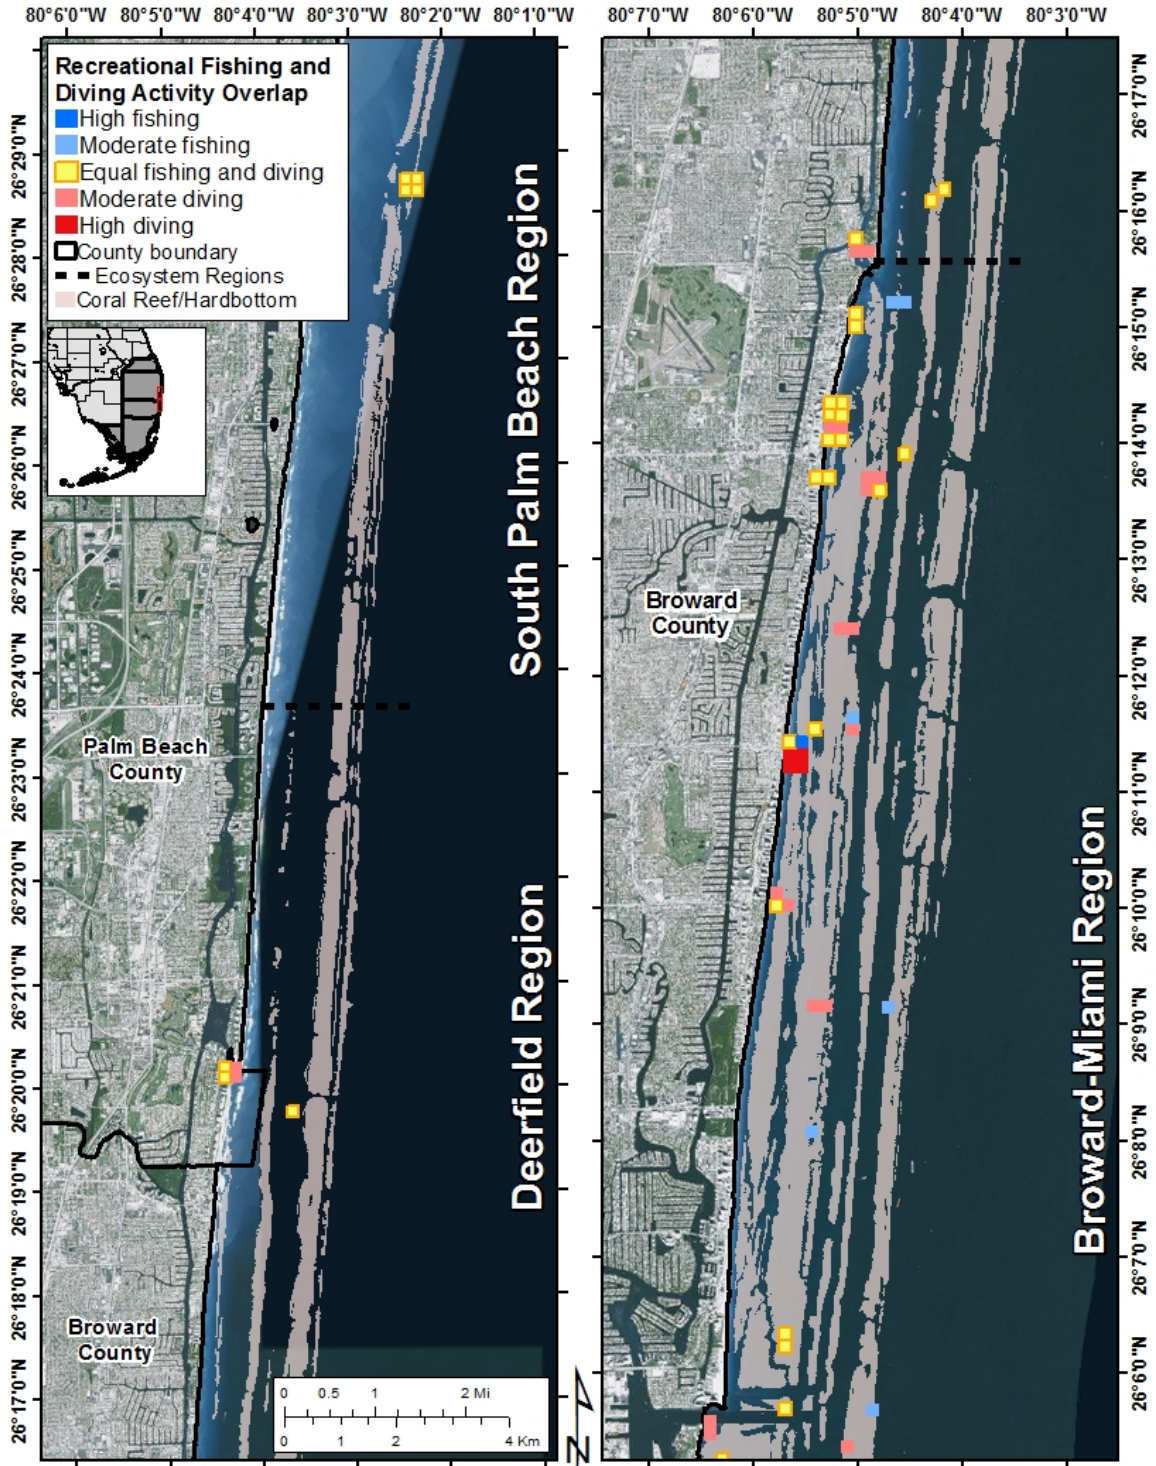 80°6'0"W 80°5'0"W 80°4'0"W 80°3'0"W 80°2'0"W 80°1'0"W
80°7'0"W 80°6'0"W 80°5'0"W 80°4'0"W 80°3'0"W
Recreational Fishing and
Diving Activity Overlap
High fishing
Moderate fishing
Equal fishing and diving
Moderate diving
High diving
County boundary
Ecosystem Regions
Coral Reef/Hardbottom
26°29'0"N
26°28'0"N
26°27'0"N
26°26'0"N
26°25'0"N
26°24'0"N
26°23'0"N
26°22'0"N
26°21'0"N
26°20'0"N
26°19'0"N
26°18'0"N
26°17'0"N
South Palm Beach Region
Deerfield Region
Palm Beach
County
Broward
County
0 0.5 1 2 Mi
0 1 2 4 Km
N
Broward
County
Broward-Miami Region
26°17'0"N
26°16'0"N
26°15'0"N
26°14'0"N
26°13'0"N
26°12'0"N
26°11'0"N
26°10'0"N
26°9'0"N
26°8'0"N
26°7'0"N
26°6'0"N